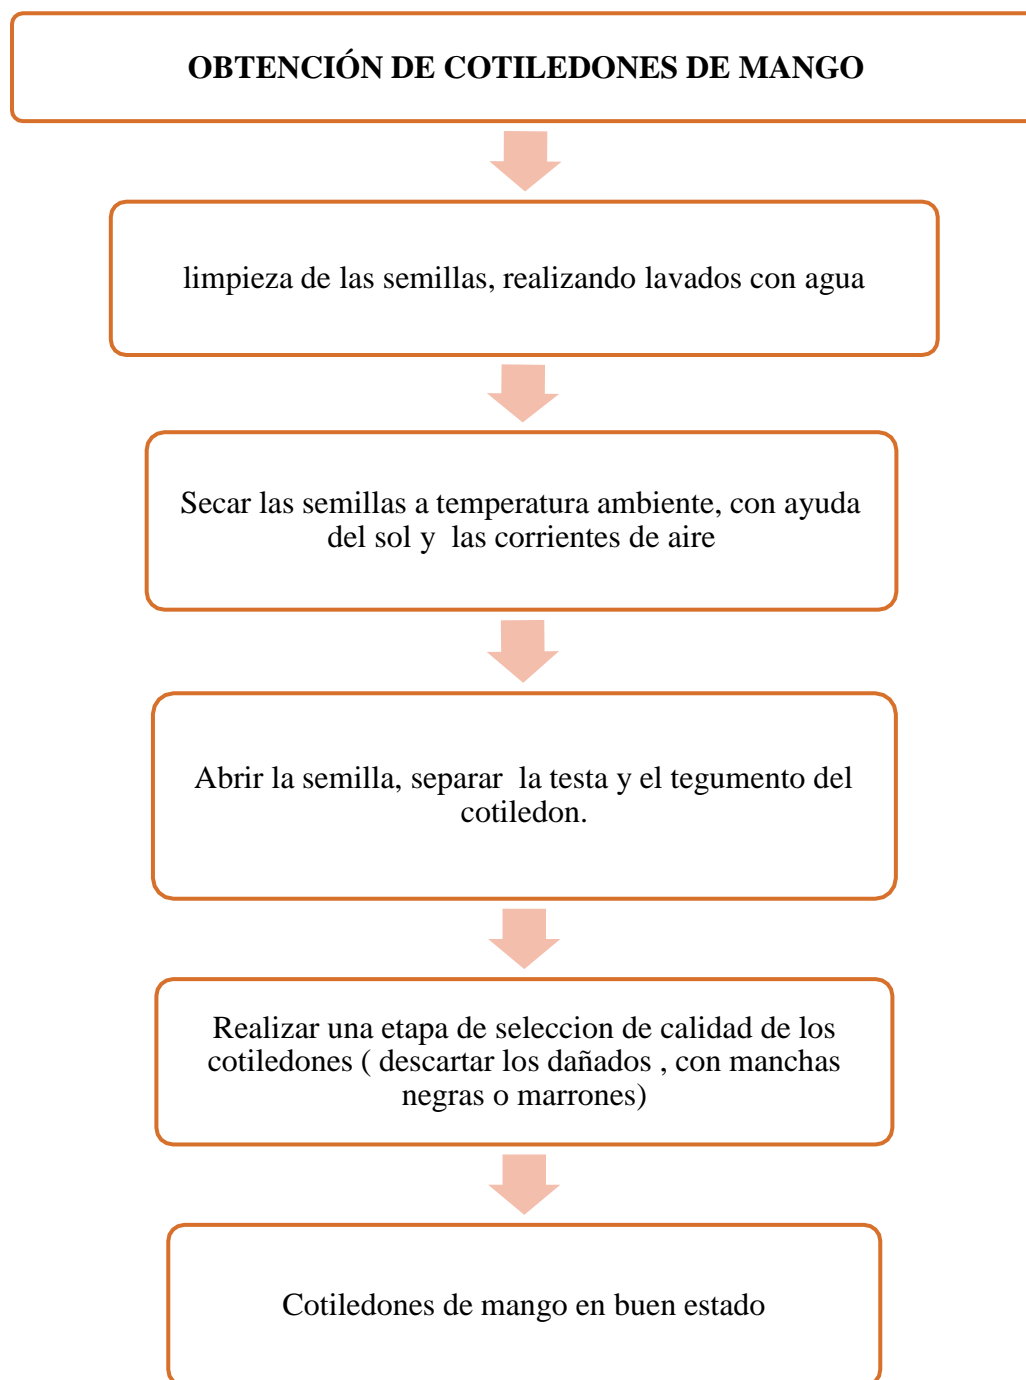 OBTENCIÓN DE COTILEDONES DE MANGO
limpieza de las semillas, realizando lavados con agua
Secar las semillas a temperatura ambiente, con ayuda
del sol y  las corrientes de aire
Abrir la semilla, separar  la testa y el tegumento del
cotiledon.
Realizar una etapa de seleccion de calidad de los
cotiledones ( descartar los dañados , con manchas
negras o marrones)
Cotiledones de mango en buen estado